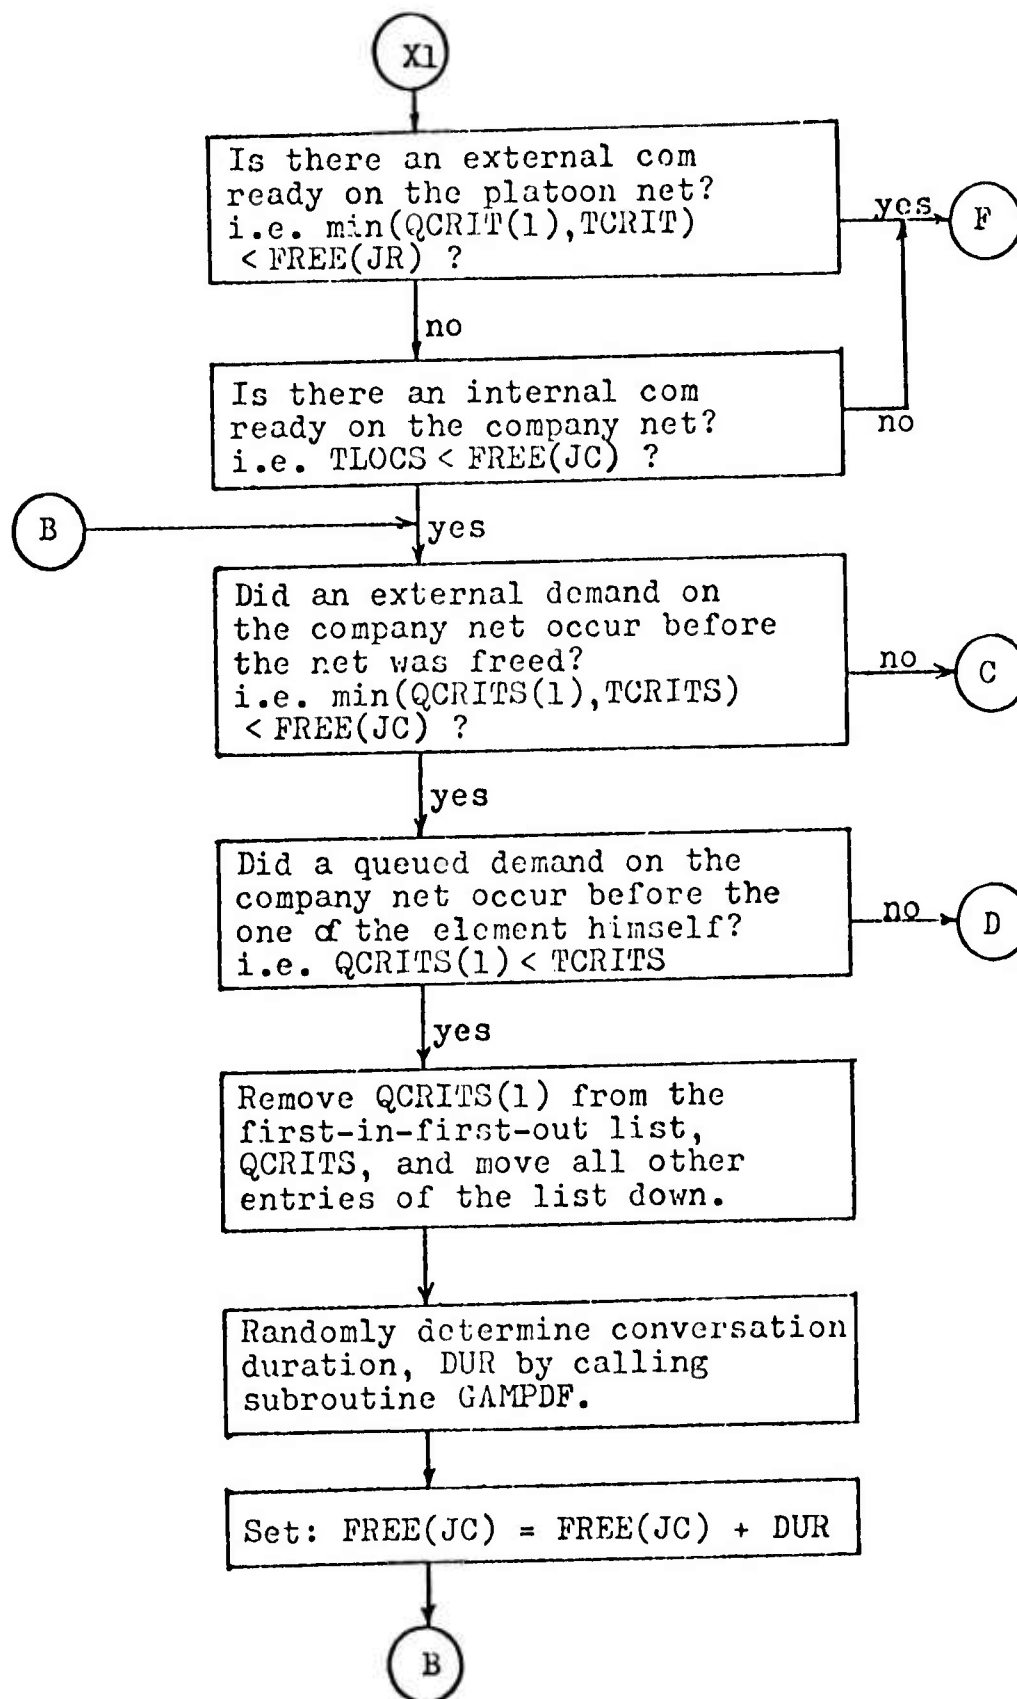 X1
Is there an external com
ready on the platoon net?
i.e. min(QCRIT(1),TCRIT)
< FREE(JR) ?
yes
F
no
Is there an internal com
ready on the company net?
i.e. TLOCS < FREE(JC) ?
no
B
yes
Did an external demand on
the company net occur before
the net was freed?
i.e. min(QCRITS(1),TCRITS)
< FREE(JC) ?
no
C
yes
Did a queued demand on the
company net occur before the
one of the element himself?
i.e. QCRITS(1) < TCRITS
no
D
yes
Remove QCRITS(1) from the
first-in-first-out list,
QCRITS, and move all other
entries of the list down.
Randomly determine conversation
duration, DUR by calling
subroutine GAMPDF.
Set: FREE(JC) = FREE(JC) + DUR
B